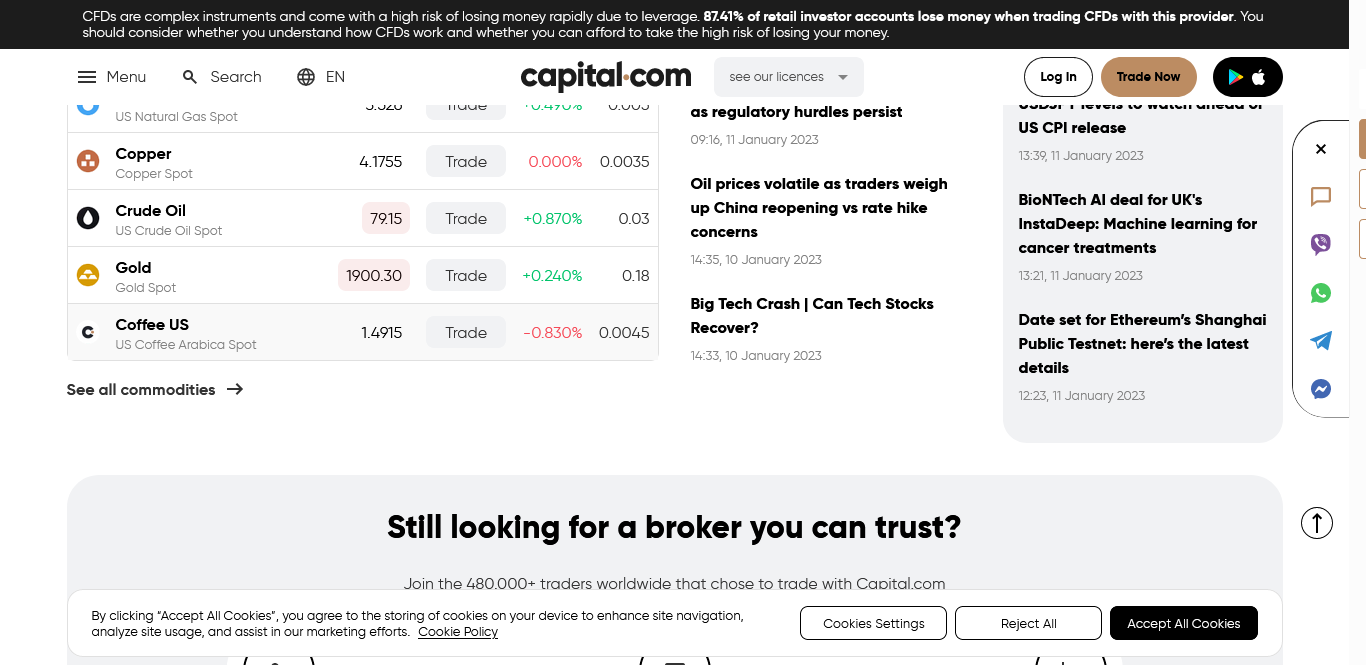 CFDs are complex instruments and come with a high risk of losing money rapidly due to leverage. 87.41% of retail investor accounts lose money when trading CFDs with this provider. You
should consider whether you understand how CFDs work and whether you can afford to take the high risk of losing your money.
Menu
Search
EN
capital.com
see our licences
Log In
Trade Now
Trade
+0.490%
US Natural Gas Spot
Copper
Copper Spot
4.1755
Trade
0.000%
0.0035
Crude Oil
US Crude Oil Spot
79.15
Trade
+0.870%
0.03
Gold
Gold Spot
1900.30
Trade
+0.240%
0.18
Coffee US
US Coffee Arabica Spot
1.4915
Trade
-0.830%
0.0045
See all commodities
as regulatory hurdles persist
09:16, 11 January 2023
Oil prices volatile as traders weigh
up China reopening vs rate hike
concerns
14:35, 10 January 2023
Big Tech Crash | Can Tech Stocks
Recover?
14:33, 10 January 2023
USDJPY levels to watch ahead of
US CPI release
13:39, 11 January 2023
BioNTech AI deal for UK's
InstaDeep: Machine learning for
cancer treatments
13:21, 11 January 2023
Date set for Ethereum’s Shanghai
Public Testnet: here’s the latest
details
12:23, 11 January 2023
Still looking for a broker you can trust?
Join the 480.000+ traders worldwide that chose to trade with Capital.com
By clicking “Accept All Cookies”, you agree to the storing of cookies on your device to enhance site navigation,
analyze site usage, and assist in our marketing efforts. Cookie Policy
Cookies Settings
Reject All
Accept All Cookies